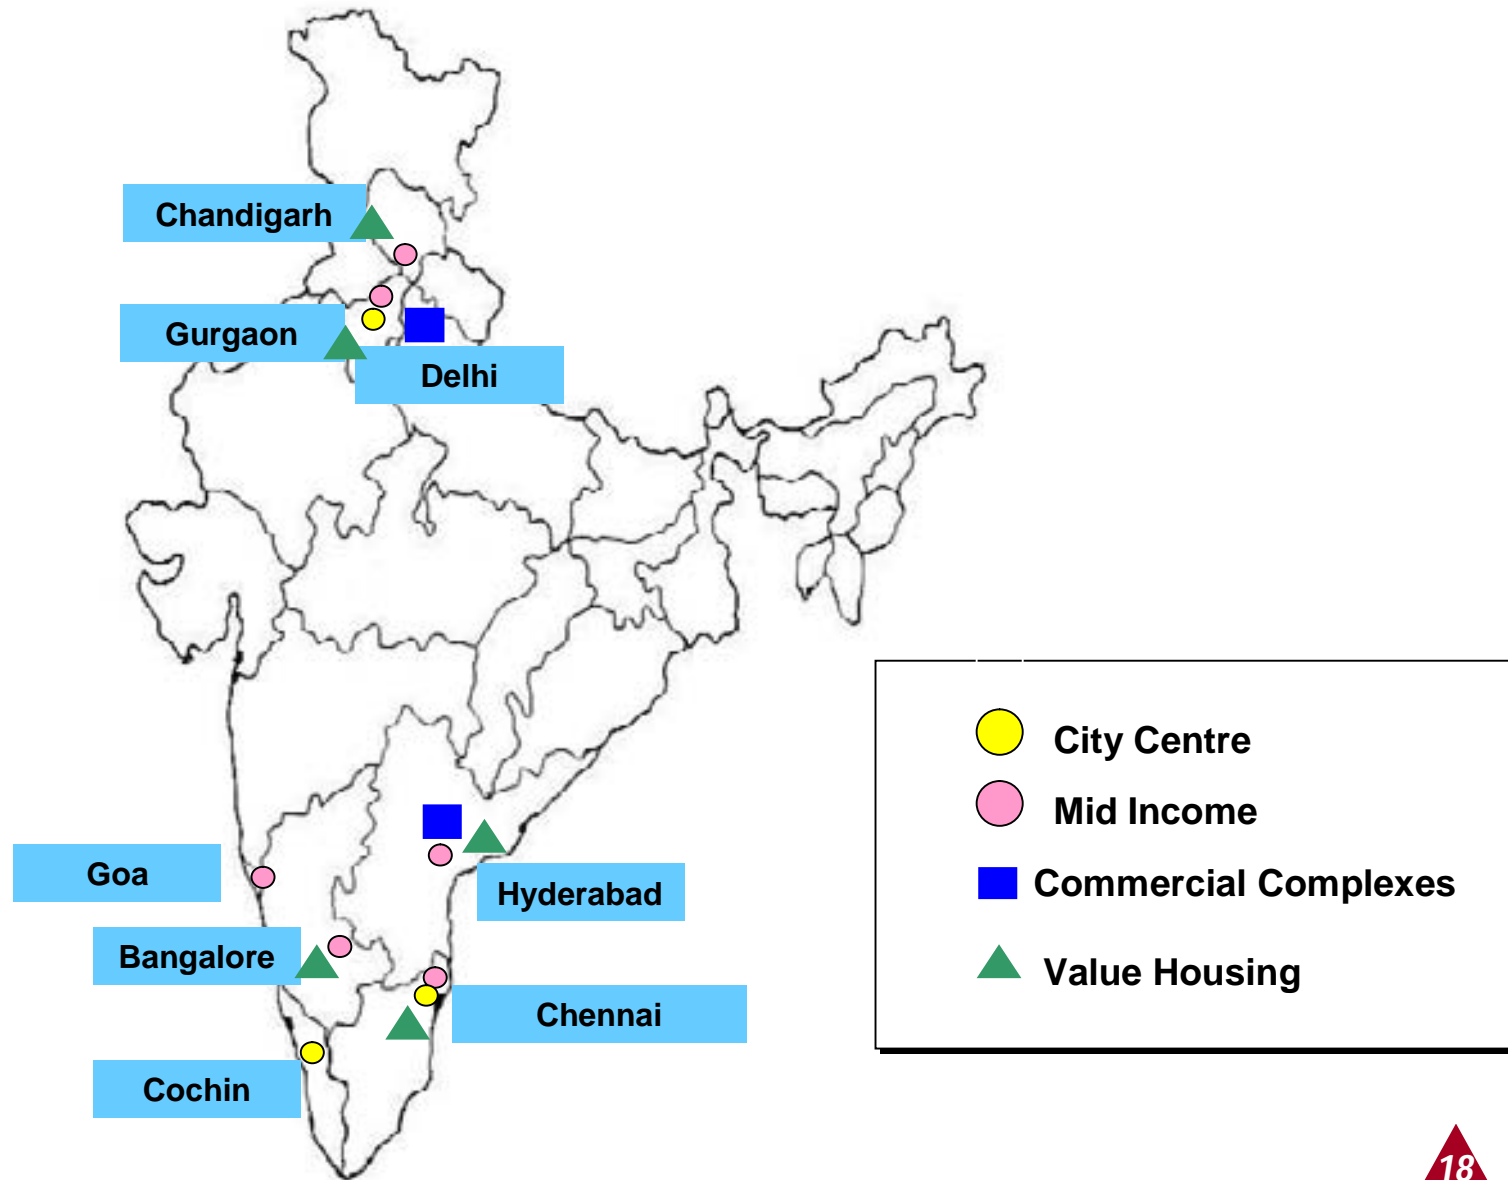 Chandigarh
Gurgaon
Delhi
City Centre
Mid Income
Commercial Complexes
Value Housing
Goa
Hyderabad
Bangalore
Chennai
Cochin
18